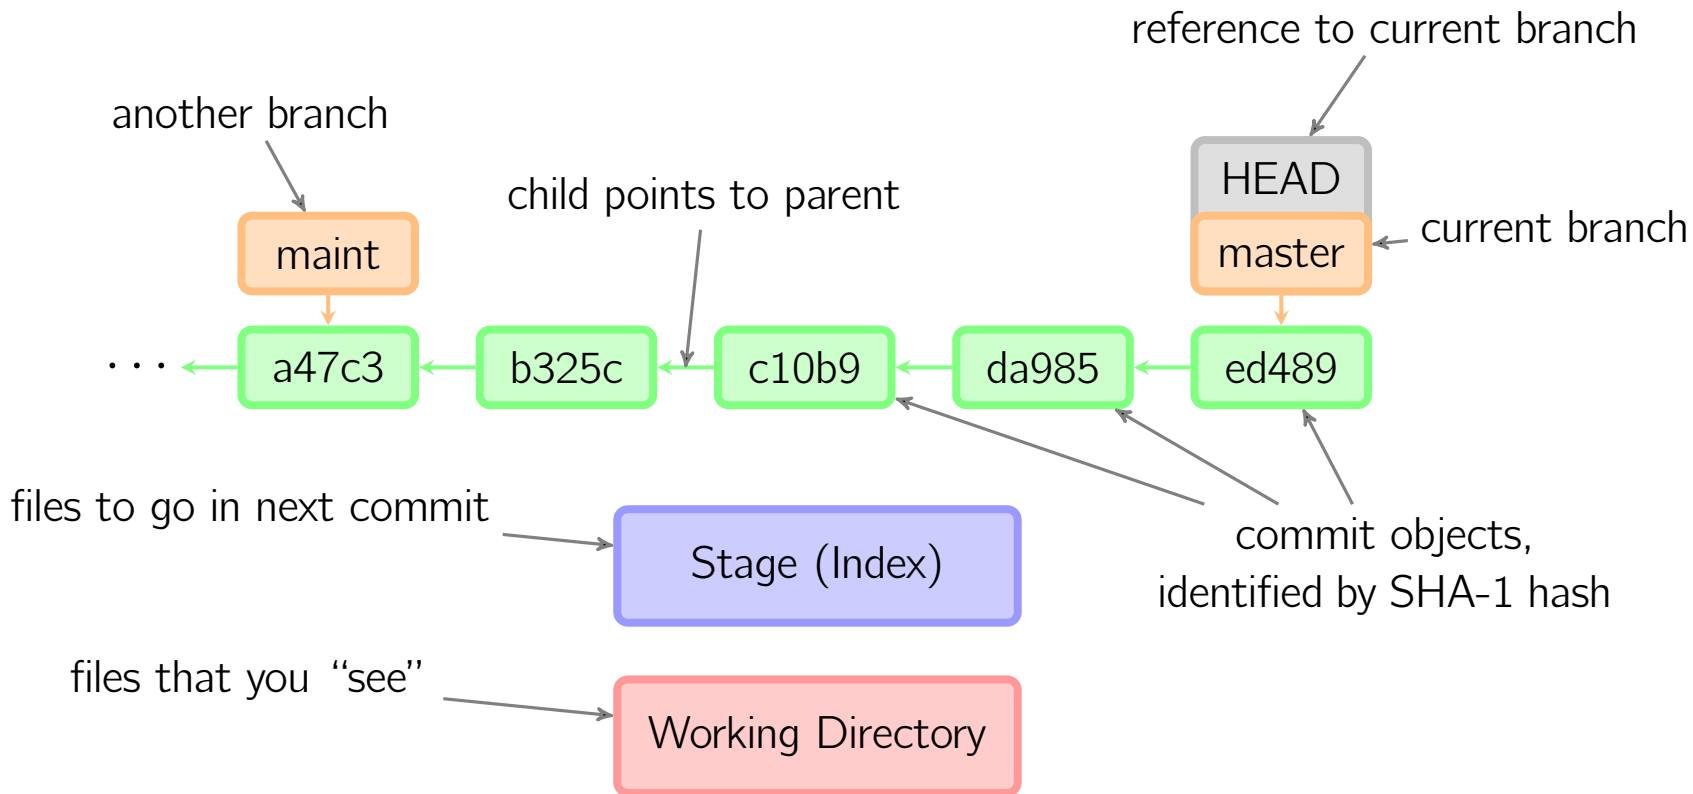 reference to current branch
another branch
HEAD
child points to parent
current branch
maint
master
· · ·
a47c3
b325c
c10b9
da985
ed489
files to go in next commit
Stage (Index)
commit objects,
identified by SHA-1 hash
files that you “see”
Working Directory